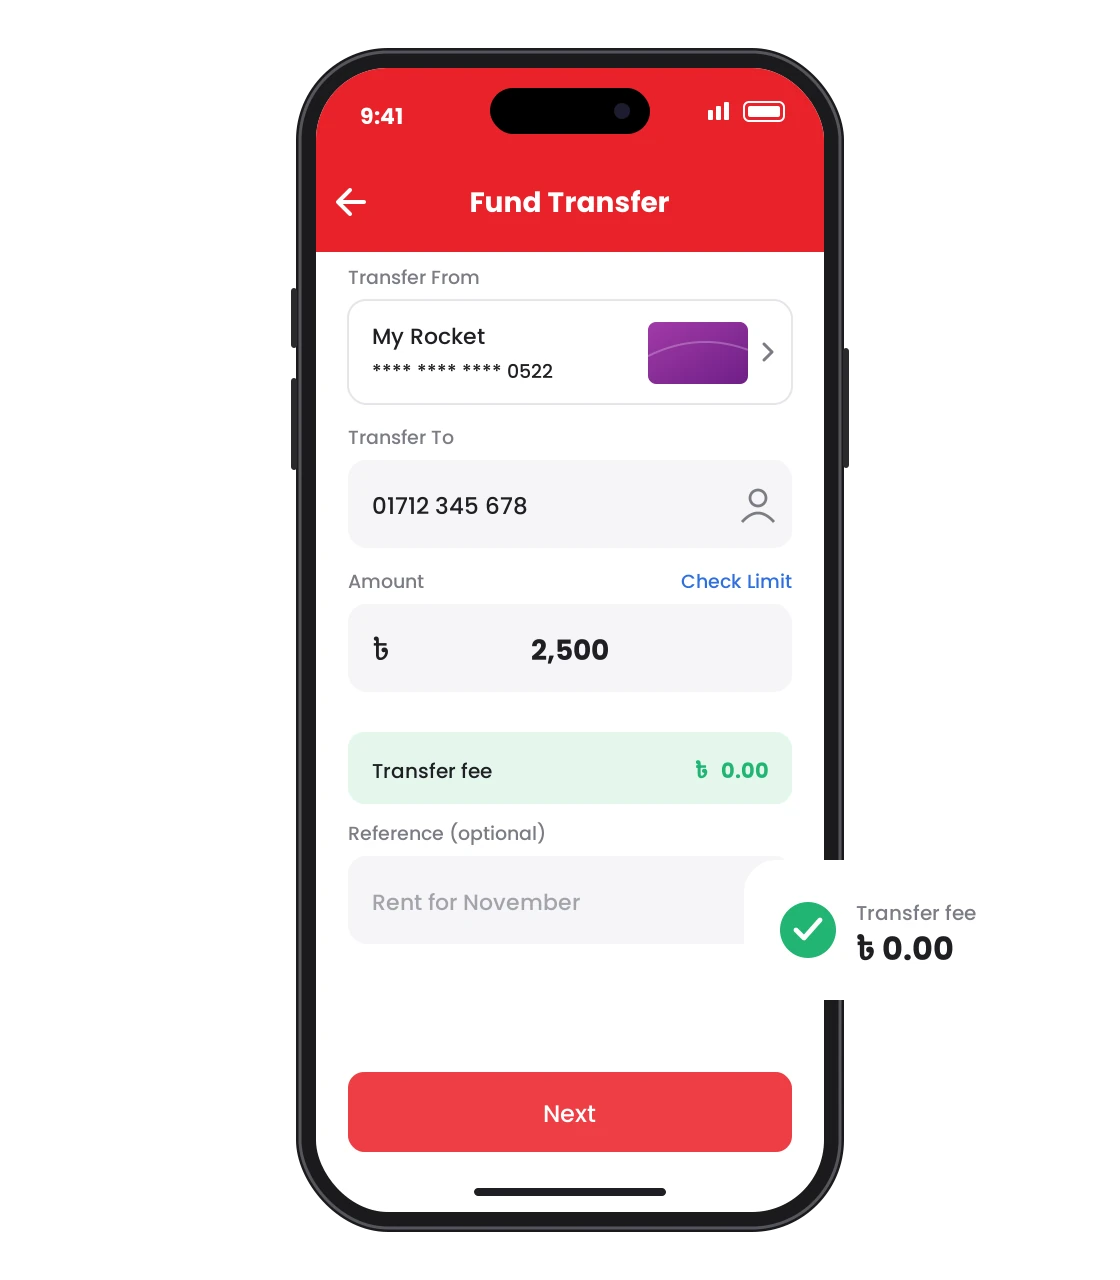 9:41
Fund Transfer
Transfer From
My Rocket
**** **** **** 0522
Transfer To
01712 345 678
Amount
Check Limit
৳ 2,500
Transfer fee ৳ 0.00
Reference (optional)
Rent for November
Transfer fee
৳ 0.00
Next